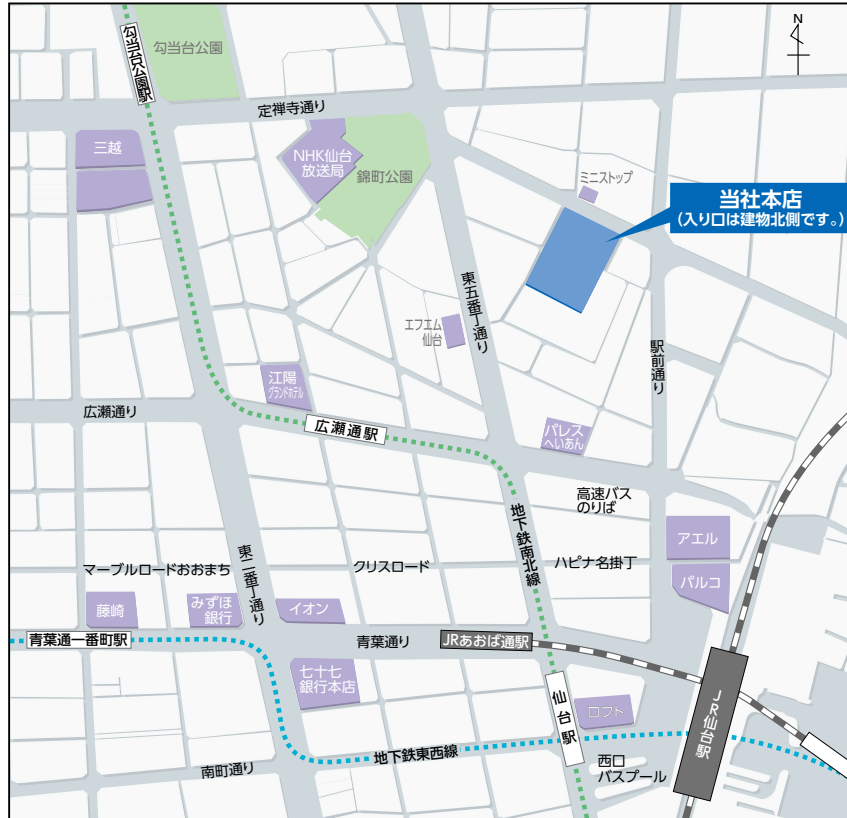 N
勾当台公園駅
勾当台公園
定禅寺通り
三越
NHK仙台
放送局
錦町公園
ミニストップ
当社本店
(入り口は建物北側です。)
東五番丁通り
エフエム
仙台
駅前通り
江陽
グランドホテル
広瀬通り
広瀬通駅
パレス
へいあん
高速バス
のりば
地下鉄南北線
アエル
東二番丁通り
マーブルロードおおまち
クリスロード
ハピナ名掛丁
パルコ
藤崎
みずほ
銀行
イオン
青葉通一番町駅
青葉通り
JRあおば通駅
七十七
銀行本店
仙台駅
ロフト
JR仙台駅
地下鉄東西線
西口
バスプール
南町通り